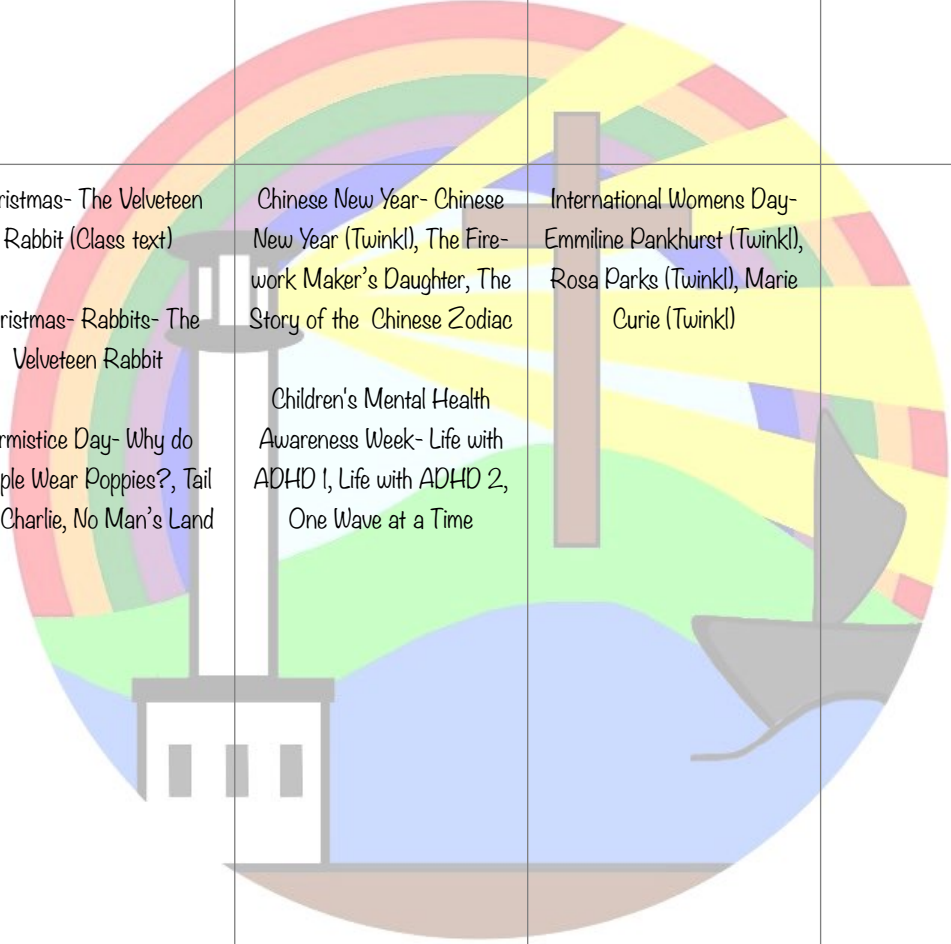 ristmas- The Velveteen
Rabbit (Class text)
ristmas- Rabbits- The
Velveteen Rabbit
rmistice Day- Why do
ple Wear Poppies?, Tail
Charlie, No Man's Land
Chinese New Year- Chinese
New Year (Twinkl), The Fire-
work Maker's Daughter, The
Story of the Chinese Zodiac
Children's Mental Health
Awareness Week- Life with
ADHD 1, Life with ADHD 2,
One Wave at a Time
International Womens Day-
Emmiline Pankhurst (Twinkl),
Rosa Parks (Twinkl), Marie
Curie (Twinkl)